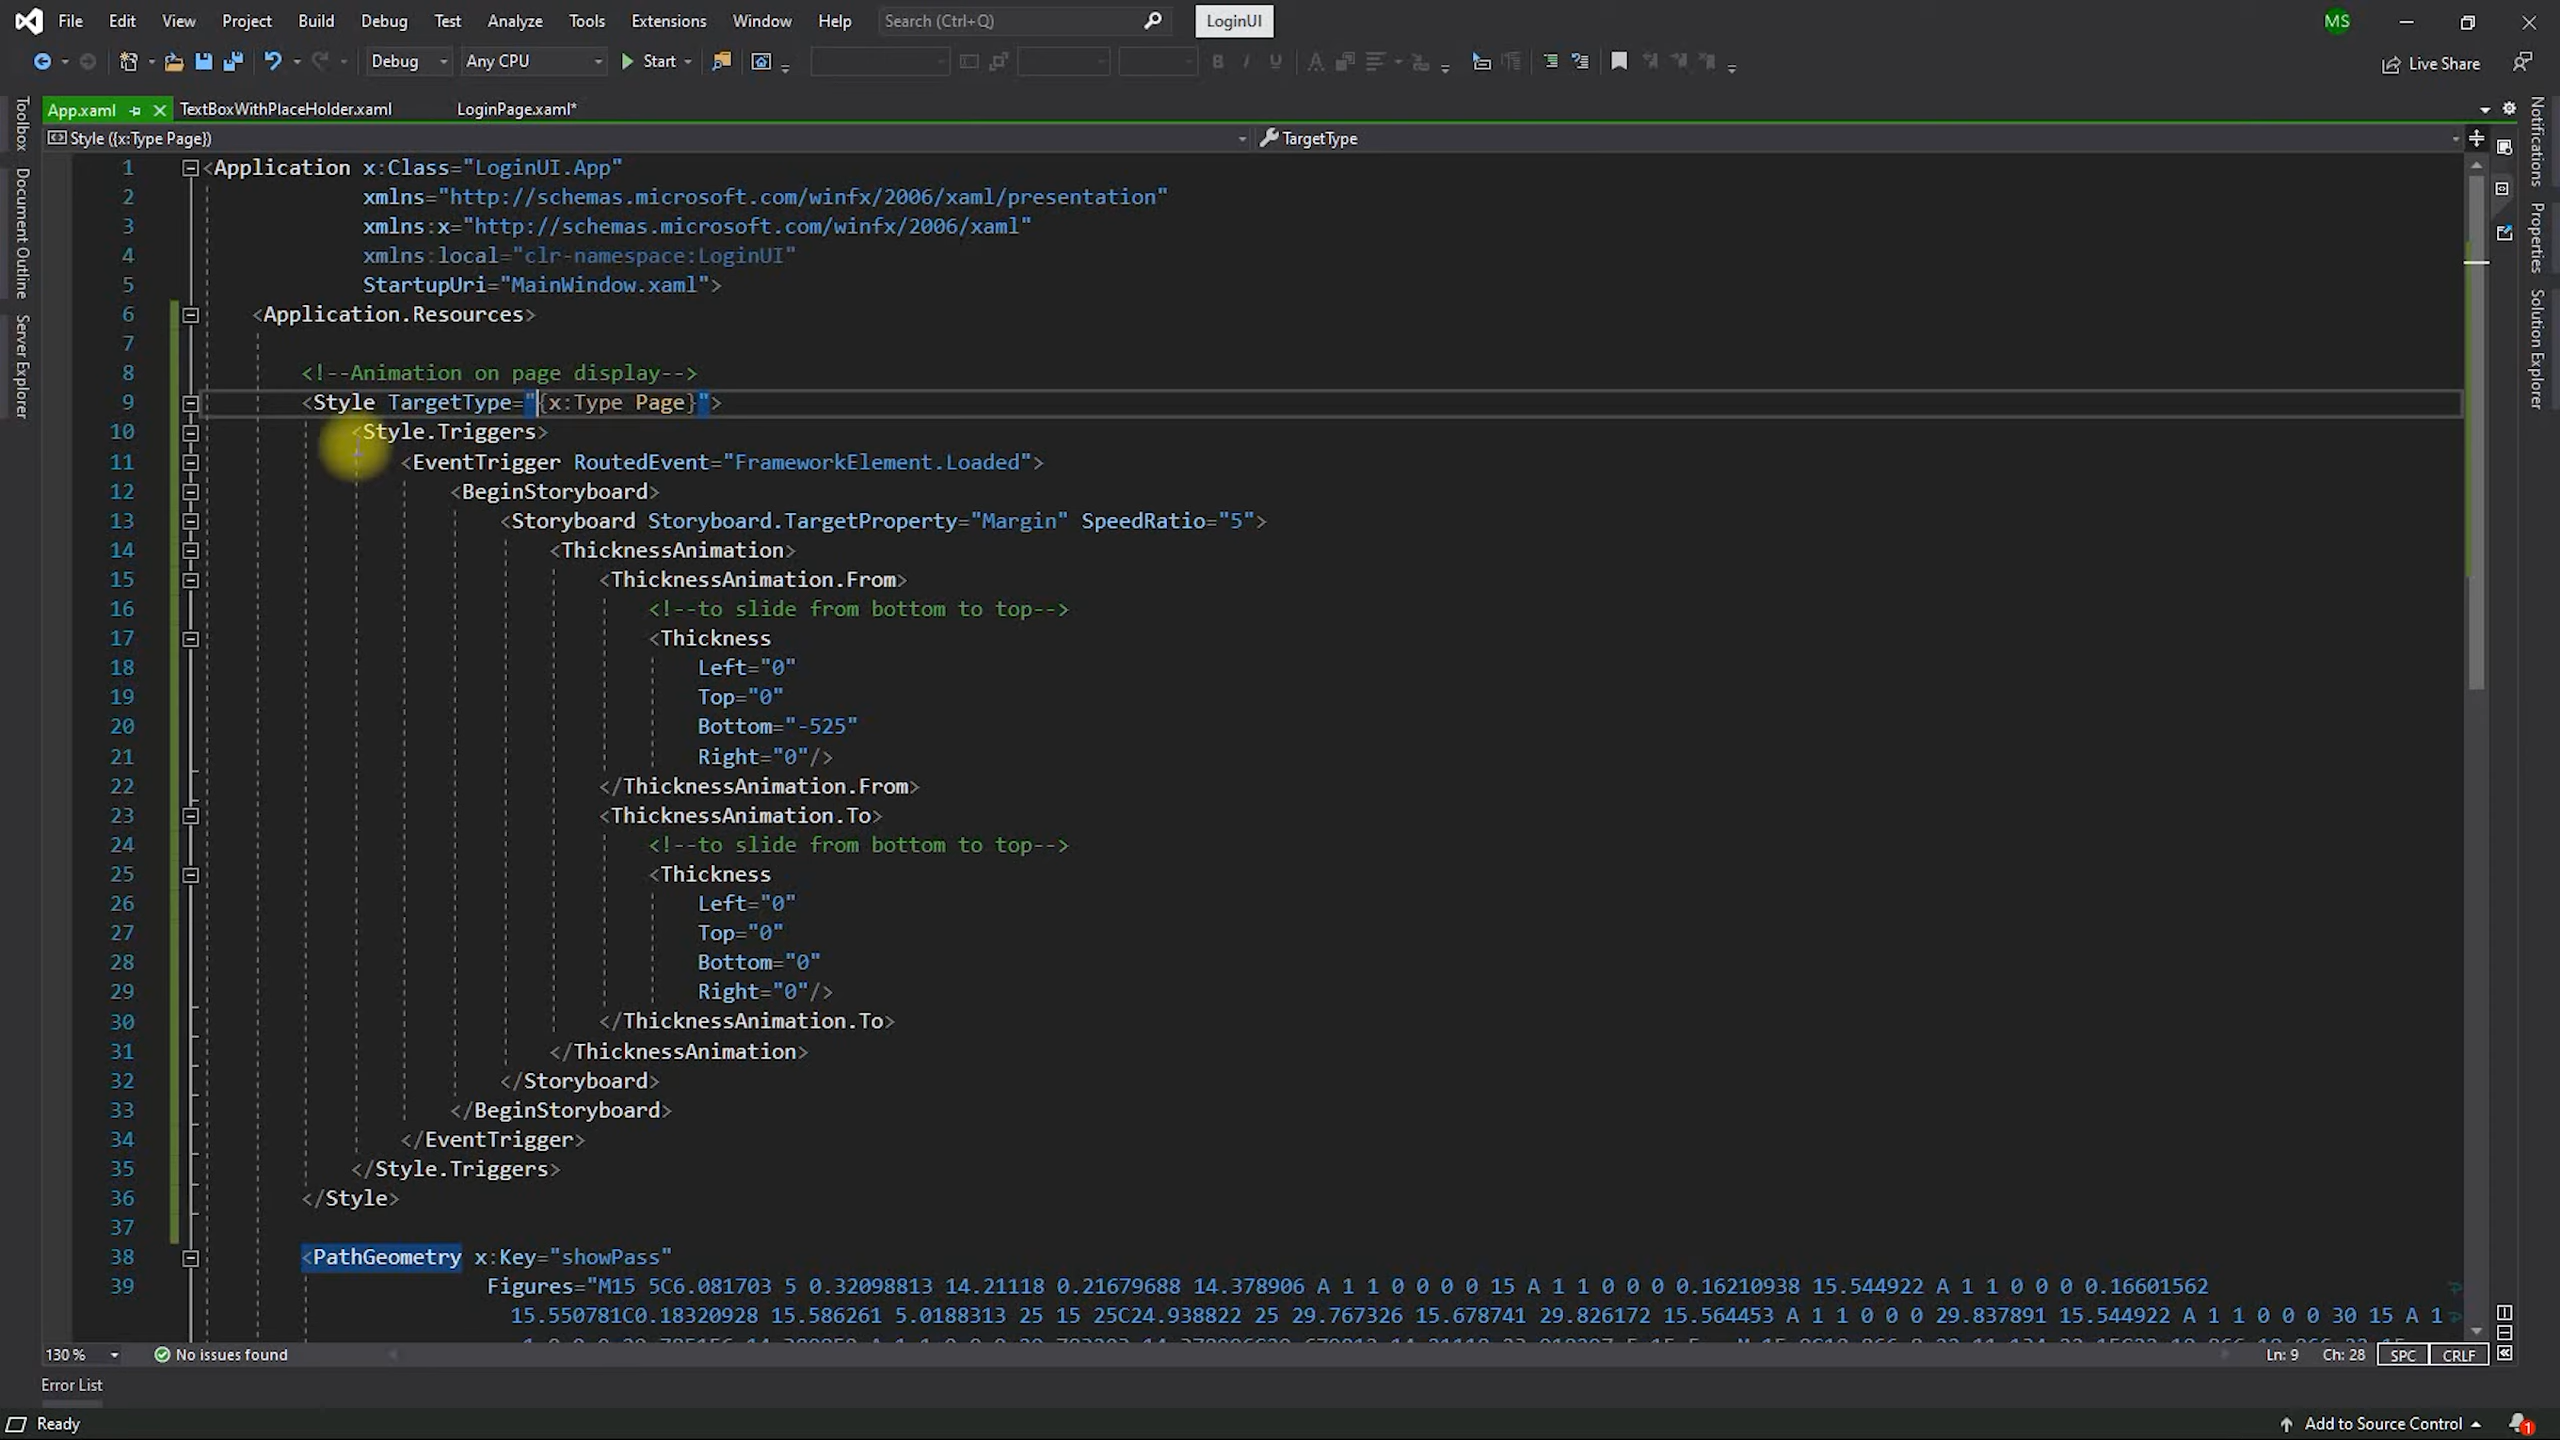 File Edit View Project Build Debug Test Analyze Tools Extensions Window Help Search (Ctrl+Q) LoginUI MS
Debug Any CPU Start Live Share
App.xaml TextBoxWithPlaceHolder.xaml LoginPage.xaml*
Style ({x:Type Page}) TargetType
Toolbox
Document Outline
Server Explorer
Notifications
Properties
Solution Explorer
1 <Application x:Class="LoginUI.App"
2 xmlns="http://schemas.microsoft.com/winfx/2006/xaml/presentation"
3 xmlns:x="http://schemas.microsoft.com/winfx/2006/xaml"
4 xmlns:local="clr-namespace:LoginUI"
5 StartupUri="MainWindow.xaml">
6 <Application.Resources>
7
8 <!--Animation on page display-->
9 <Style TargetType="{x:Type Page}">
10 <Style.Triggers>
11 <EventTrigger RoutedEvent="FrameworkElement.Loaded">
12 <BeginStoryboard>
13 <Storyboard Storyboard.TargetProperty="Margin" SpeedRatio="5">
14 <ThicknessAnimation>
15 <ThicknessAnimation.From>
16 <!--to slide from bottom to top-->
17 <Thickness
18 Left="0"
19 Top="0"
20 Bottom="-525"
21 Right="0"/>
22 </ThicknessAnimation.From>
23 <ThicknessAnimation.To>
24 <!--to slide from bottom to top-->
25 <Thickness
26 Left="0"
27 Top="0"
28 Bottom="0"
29 Right="0"/>
30 </ThicknessAnimation.To>
31 </ThicknessAnimation>
32 </Storyboard>
33 </BeginStoryboard>
34 </EventTrigger>
35 </Style.Triggers>
36 </Style>
37
38 <PathGeometry x:Key="showPass"
39 Figures="M15 5C6.081703 5 0.32098813 14.21118 0.21679688 14.378906 A 1 1 0 0 0 0 15 A 1 1 0 0 0 0.16210938 15.544922 A 1 1 0 0 0 0.16601562
15.550781C0.18320928 15.586261 5.0188313 25 15 25C24.938822 25 29.767326 15.678741 29.826172 15.564453 A 1 1 0 0 0 29.837891 15.544922 A 1 1 0 0 0 30 15 A 1
130 % No issues found Ln: 9 Ch: 28 SPC CRLF
Error List
Ready Add to Source Control 1